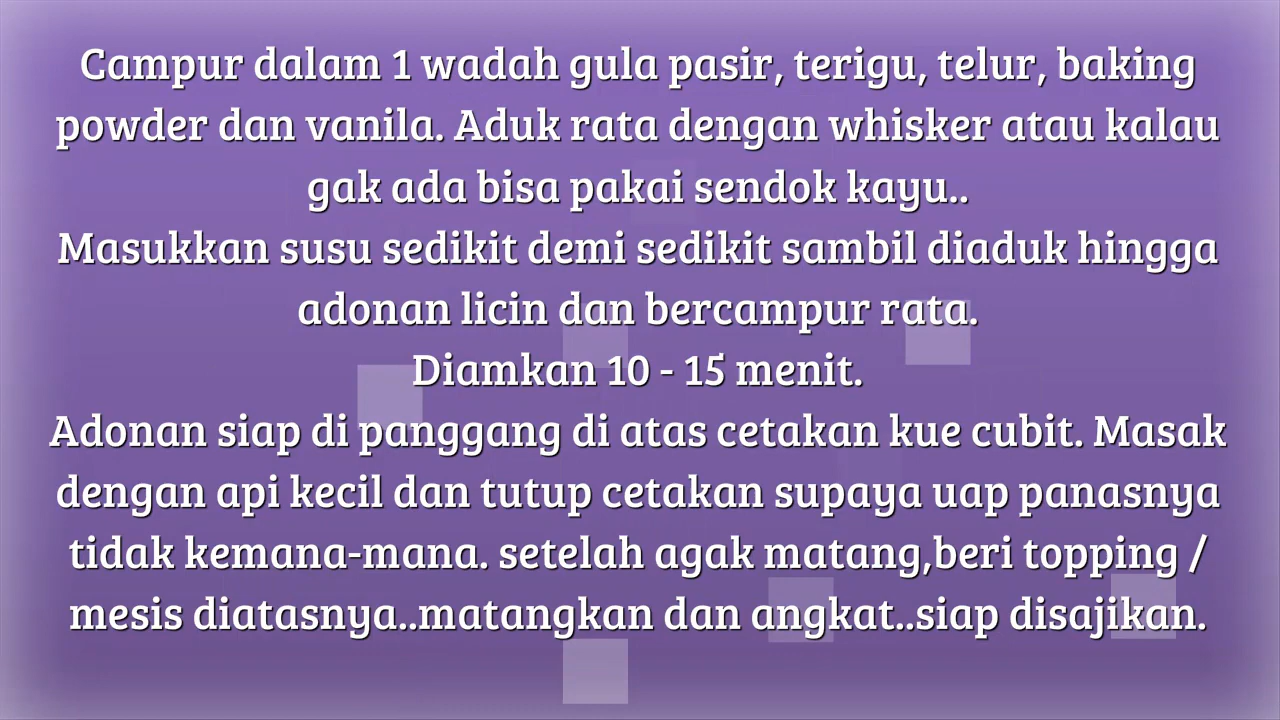 Campur dalam 1 wadah gula pasir, terigu, telur, baking
powder dan vanila. Aduk rata dengan whisker atau kalau
gak ada bisa pakai sendok kayu..
Masukkan susu sedikit demi sedikit sambil diaduk hingga
adonan licin dan bercampur rata.
Diamkan 10 - 15 menit.
Adonan siap di panggang di atas cetakan kue cubit. Masak
dengan api kecil dan tutup cetakan supaya uap panasnya
tidak kemana-mana. setelah agak matang,beri topping /
mesis diatasnya..matangkan dan angkat..siap disajikan.